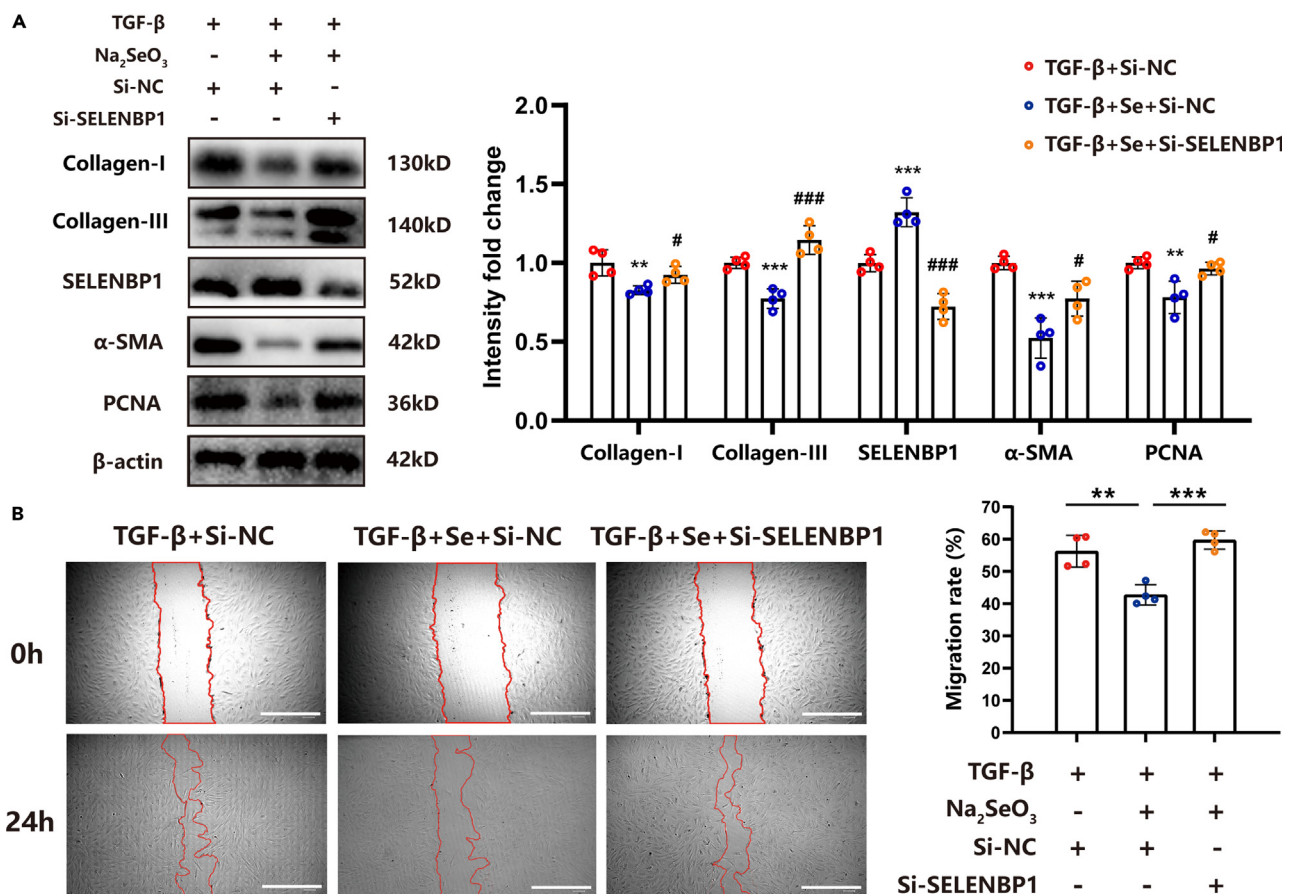 A
TGF-β + + +
Na₂SeO₃ - + +
Si-NC + + -
Si-SELENBP1 - - +
Collagen-I 130kD
Collagen-III 140kD
SELENBP1 52kD
α-SMA 42kD
PCNA 36kD
β-actin 42kD
TGF-β+Si-NC
TGF-β+Se+Si-NC
TGF-β+Se+Si-SELENBP1
Intensity fold change
2.0
1.5
1.0
0.5
0.0
** #
*** ###
*** ###
*** #
** #
Collagen-I Collagen-III SELENBP1 α-SMA PCNA
B
TGF-β+Si-NC TGF-β+Se+Si-NC TGF-β+Se+Si-SELENBP1
0h
24h
Migration rate (%)
70
60
50
40
30
20
10
0
** ***
TGF-β + + +
Na₂SeO₃ - + +
Si-NC + + -
Si-SELENBP1 - - +